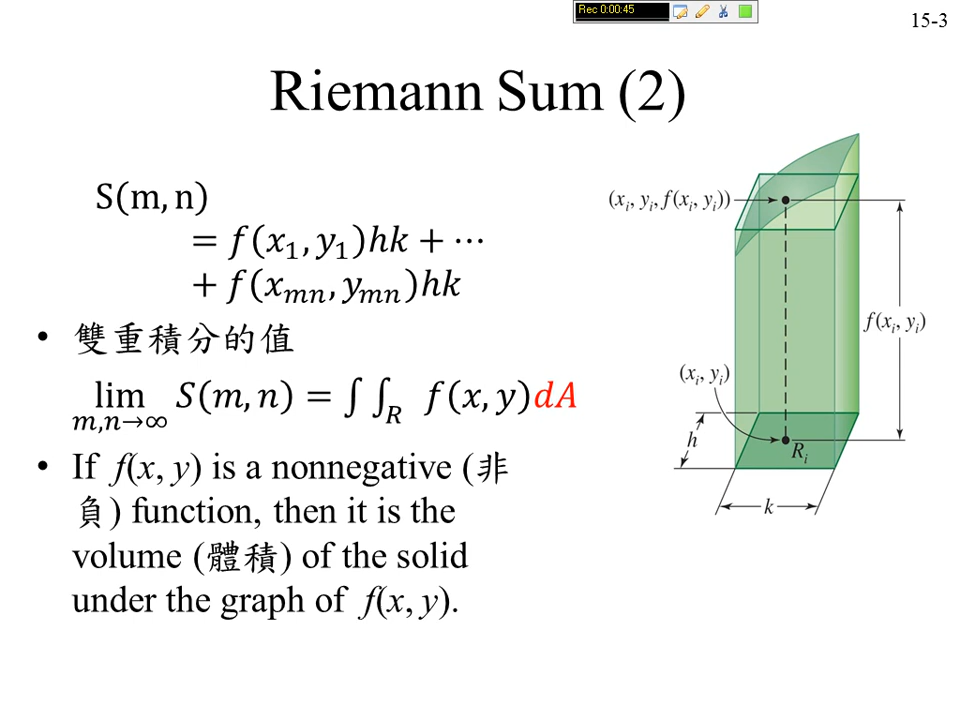 Rec 0:00:45
15-3
Riemann Sum (2)
S(m, n)
= f(x₁, y₁)hk + ⋯
+ f(xₘₙ, yₘₙ)hk
• 雙重積分的值
lim m,n→∞ S(m, n) = ∫∫_R f(x, y)dA
• If f(x, y) is a nonnegative (非
負) function, then it is the
volume (體積) of the solid
under the graph of f(x, y).
(xᵢ, yᵢ, f(xᵢ, yᵢ))
f(xᵢ, yᵢ)
(xᵢ, yᵢ)
h
Rᵢ
k